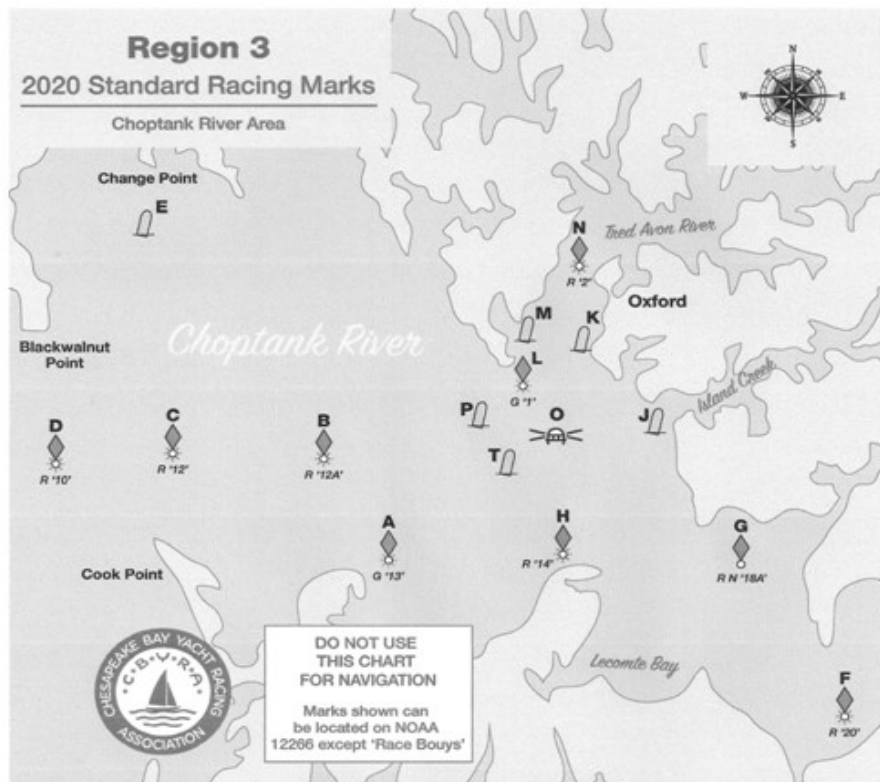 Region 3
2020 Standard Racing Marks
Choptank River Area
N
W
E
S
Change Point
E
N
R '2'
Tred Avon River
Oxford
M
K
Choptank River
Blackwalnut
Point
L
G '1'
Island Creek
D
R '10'
C
R '12'
B
R '12A'
P
O
J
T
A
G '13'
H
R '14'
G
R N '18A'
Cook Point
CHESAPEAKE BAY YACHT RACING
C·B·Y·R·A
ASSOCIATION
DO NOT USE
THIS CHART
FOR NAVIGATION
Marks shown can
be located on NOAA
12266 except 'Race Bouys'
Lecomte Bay
F
R '20'